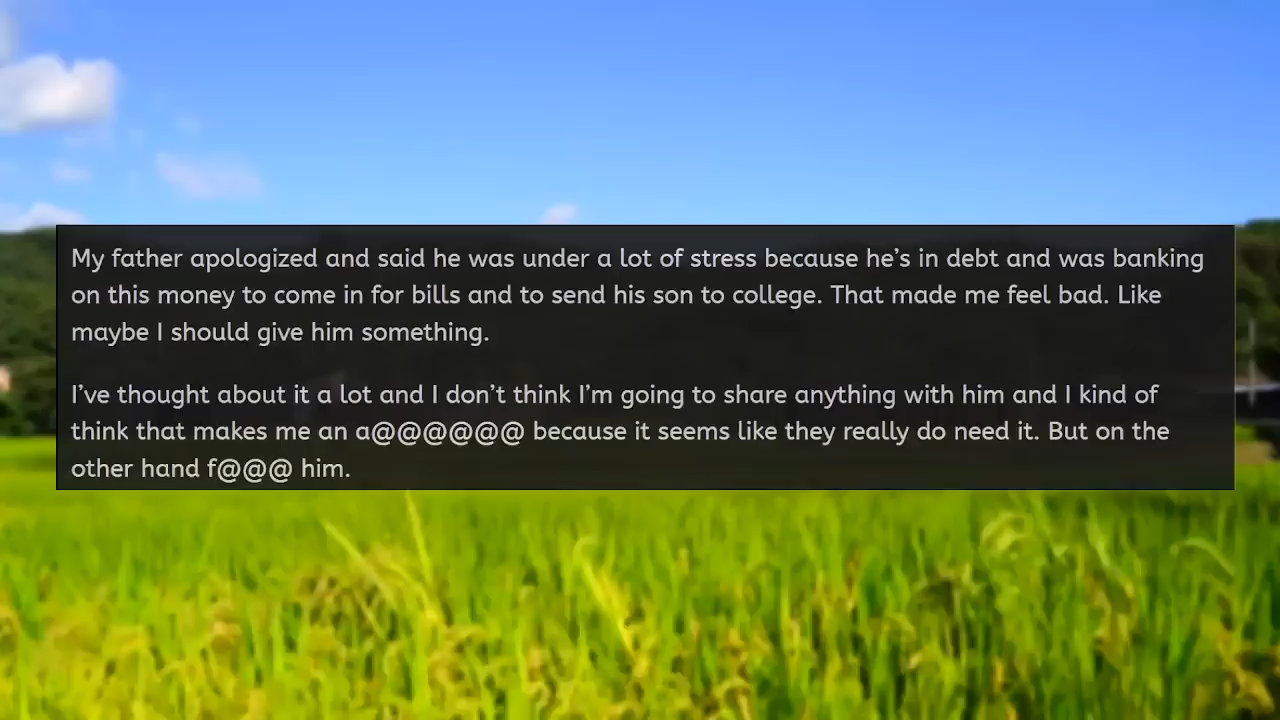 My father apologized and said he was under a lot of stress because he’s in debt and was banking
on this money to come in for bills and to send his son to college. That made me feel bad. Like
maybe I should give him something.
I’ve thought about it a lot and I don’t think I’m going to share anything with him and I kind of
think that makes me an a@@@@@@ because it seems like they really do need it. But on the
other hand f@@@ him.